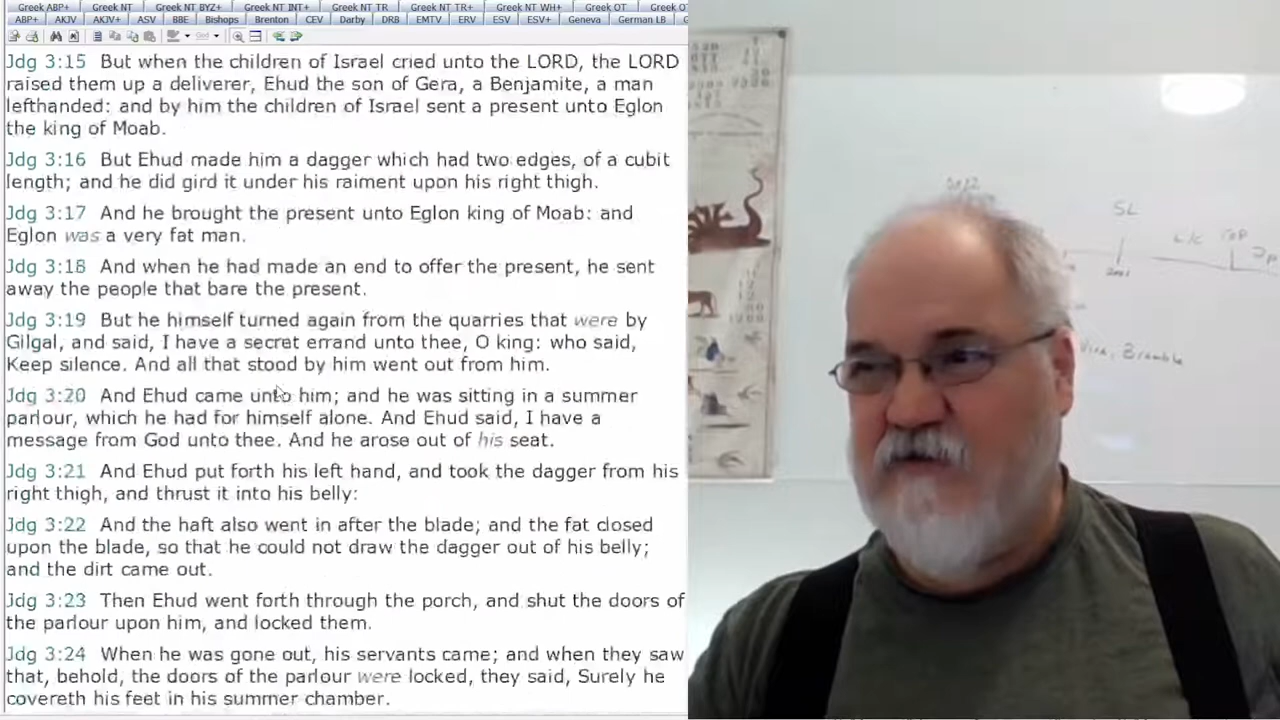 Greek ABP+ Greek NT Greek NT BYZ+ Greek NT INT+ Greek NT TR Greek NT TR+ Greek NT WH+ Greek OT Greek O
ABP+ AKJV AKJV+ ASV BBE Bishops Brenton CEV Darby DRB EMTV ERV ESV ESV+ Geneva German LB
Jdg 3:15 But when the children of Israel cried unto the LORD, the LORD
raised them up a deliverer, Ehud the son of Gera, a Benjamite, a man
lefthanded: and by him the children of Israel sent a present unto Eglon
the king of Moab.
Jdg 3:16 But Ehud made him a dagger which had two edges, of a cubit
length; and he did gird it under his raiment upon his right thigh.
Jdg 3:17 And he brought the present unto Eglon king of Moab: and
Eglon was a very fat man.
Jdg 3:18 And when he had made an end to offer the present, he sent
away the people that bare the present.
Jdg 3:19 But he himself turned again from the quarries that were by
Gilgal, and said, I have a secret errand unto thee, O king: who said,
Keep silence. And all that stood by him went out from him.
Jdg 3:20 And Ehud came unto him; and he was sitting in a summer
parlour, which he had for himself alone. And Ehud said, I have a
message from God unto thee. And he arose out of his seat.
Jdg 3:21 And Ehud put forth his left hand, and took the dagger from his
right thigh, and thrust it into his belly:
Jdg 3:22 And the haft also went in after the blade; and the fat closed
upon the blade, so that he could not draw the dagger out of his belly;
and the dirt came out.
Jdg 3:23 Then Ehud went forth through the porch, and shut the doors of
the parlour upon him, and locked them.
Jdg 3:24 When he was gone out, his servants came; and when they saw
that, behold, the doors of the parlour were locked, they said, Surely he
covereth his feet in his summer chamber.
SL